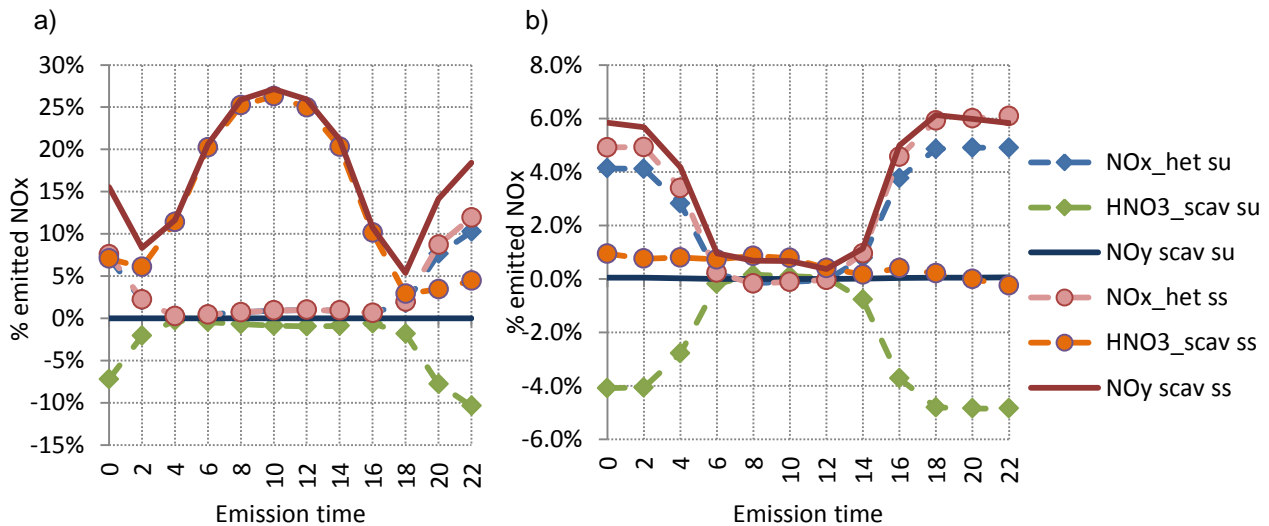 a)
30%
25%
20%
15%
10%
5%
0%
-5%
-10%
-15%
% emitted NOx
0 2 4 6 8 10 12 14 16 18 20 22
Emission time
b)
8.0%
6.0%
4.0%
2.0%
0.0%
-2.0%
-4.0%
-6.0%
% emitted NOx
0 2 4 6 8 10 12 14 16 18 20 22
Emission time
NOx_het su
HNO3_scav su
NOy scav su
NOx_het ss
HNO3_scav ss
NOy scav ss